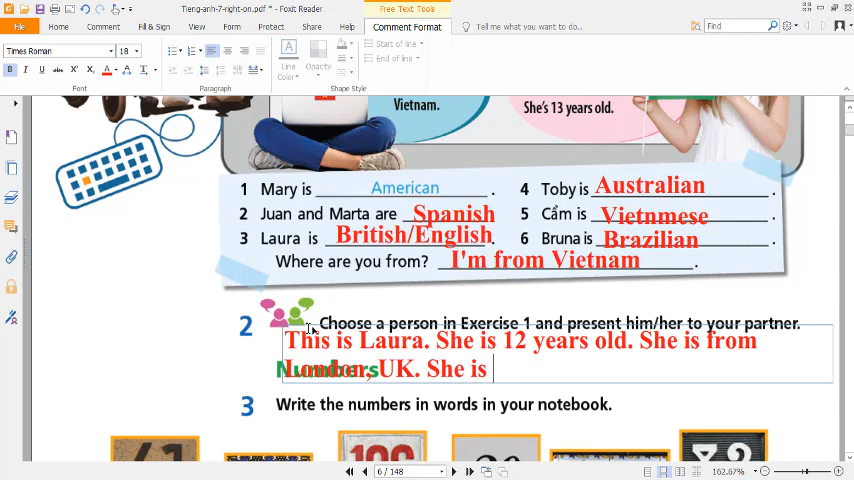 Tieng-anh-7-right-on.pdf * - Foxit Reader
Free Text Tools
File
Home
Comment
Fill & Sign
View
Form
Protect
Share
Help
Comment Format
Tell me what you want to do...
Find
Times Roman
18
Start of line
End of line
Line Color
Opacity
B I U A
X² X₂ A
Font
Paragraph
Shape Style
Vietnam.
She's 13 years old.
1 Mary is American .
2 Juan and Marta are Spanish
3 Laura is British/English .
4 Toby is Australian .
5 Cẩm is Vietnmese .
6 Bruna is Brazilian .
Where are you from? I'm from Vietnam .
2 Choose a person in Exercise 1 and present him/her to your partner.
This is Laura. She is 12 years old. She is from
London, UK. She is
Numbers
3 Write the numbers in words in your notebook.
6 / 148
162.67%